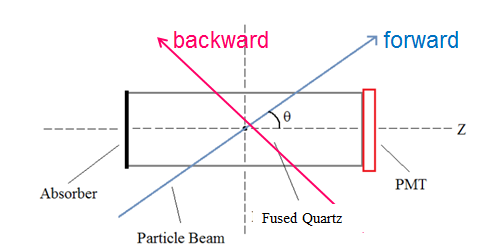 backward
forward
θ
Z
Absorber
PMT
Fused Quartz
Particle Beam